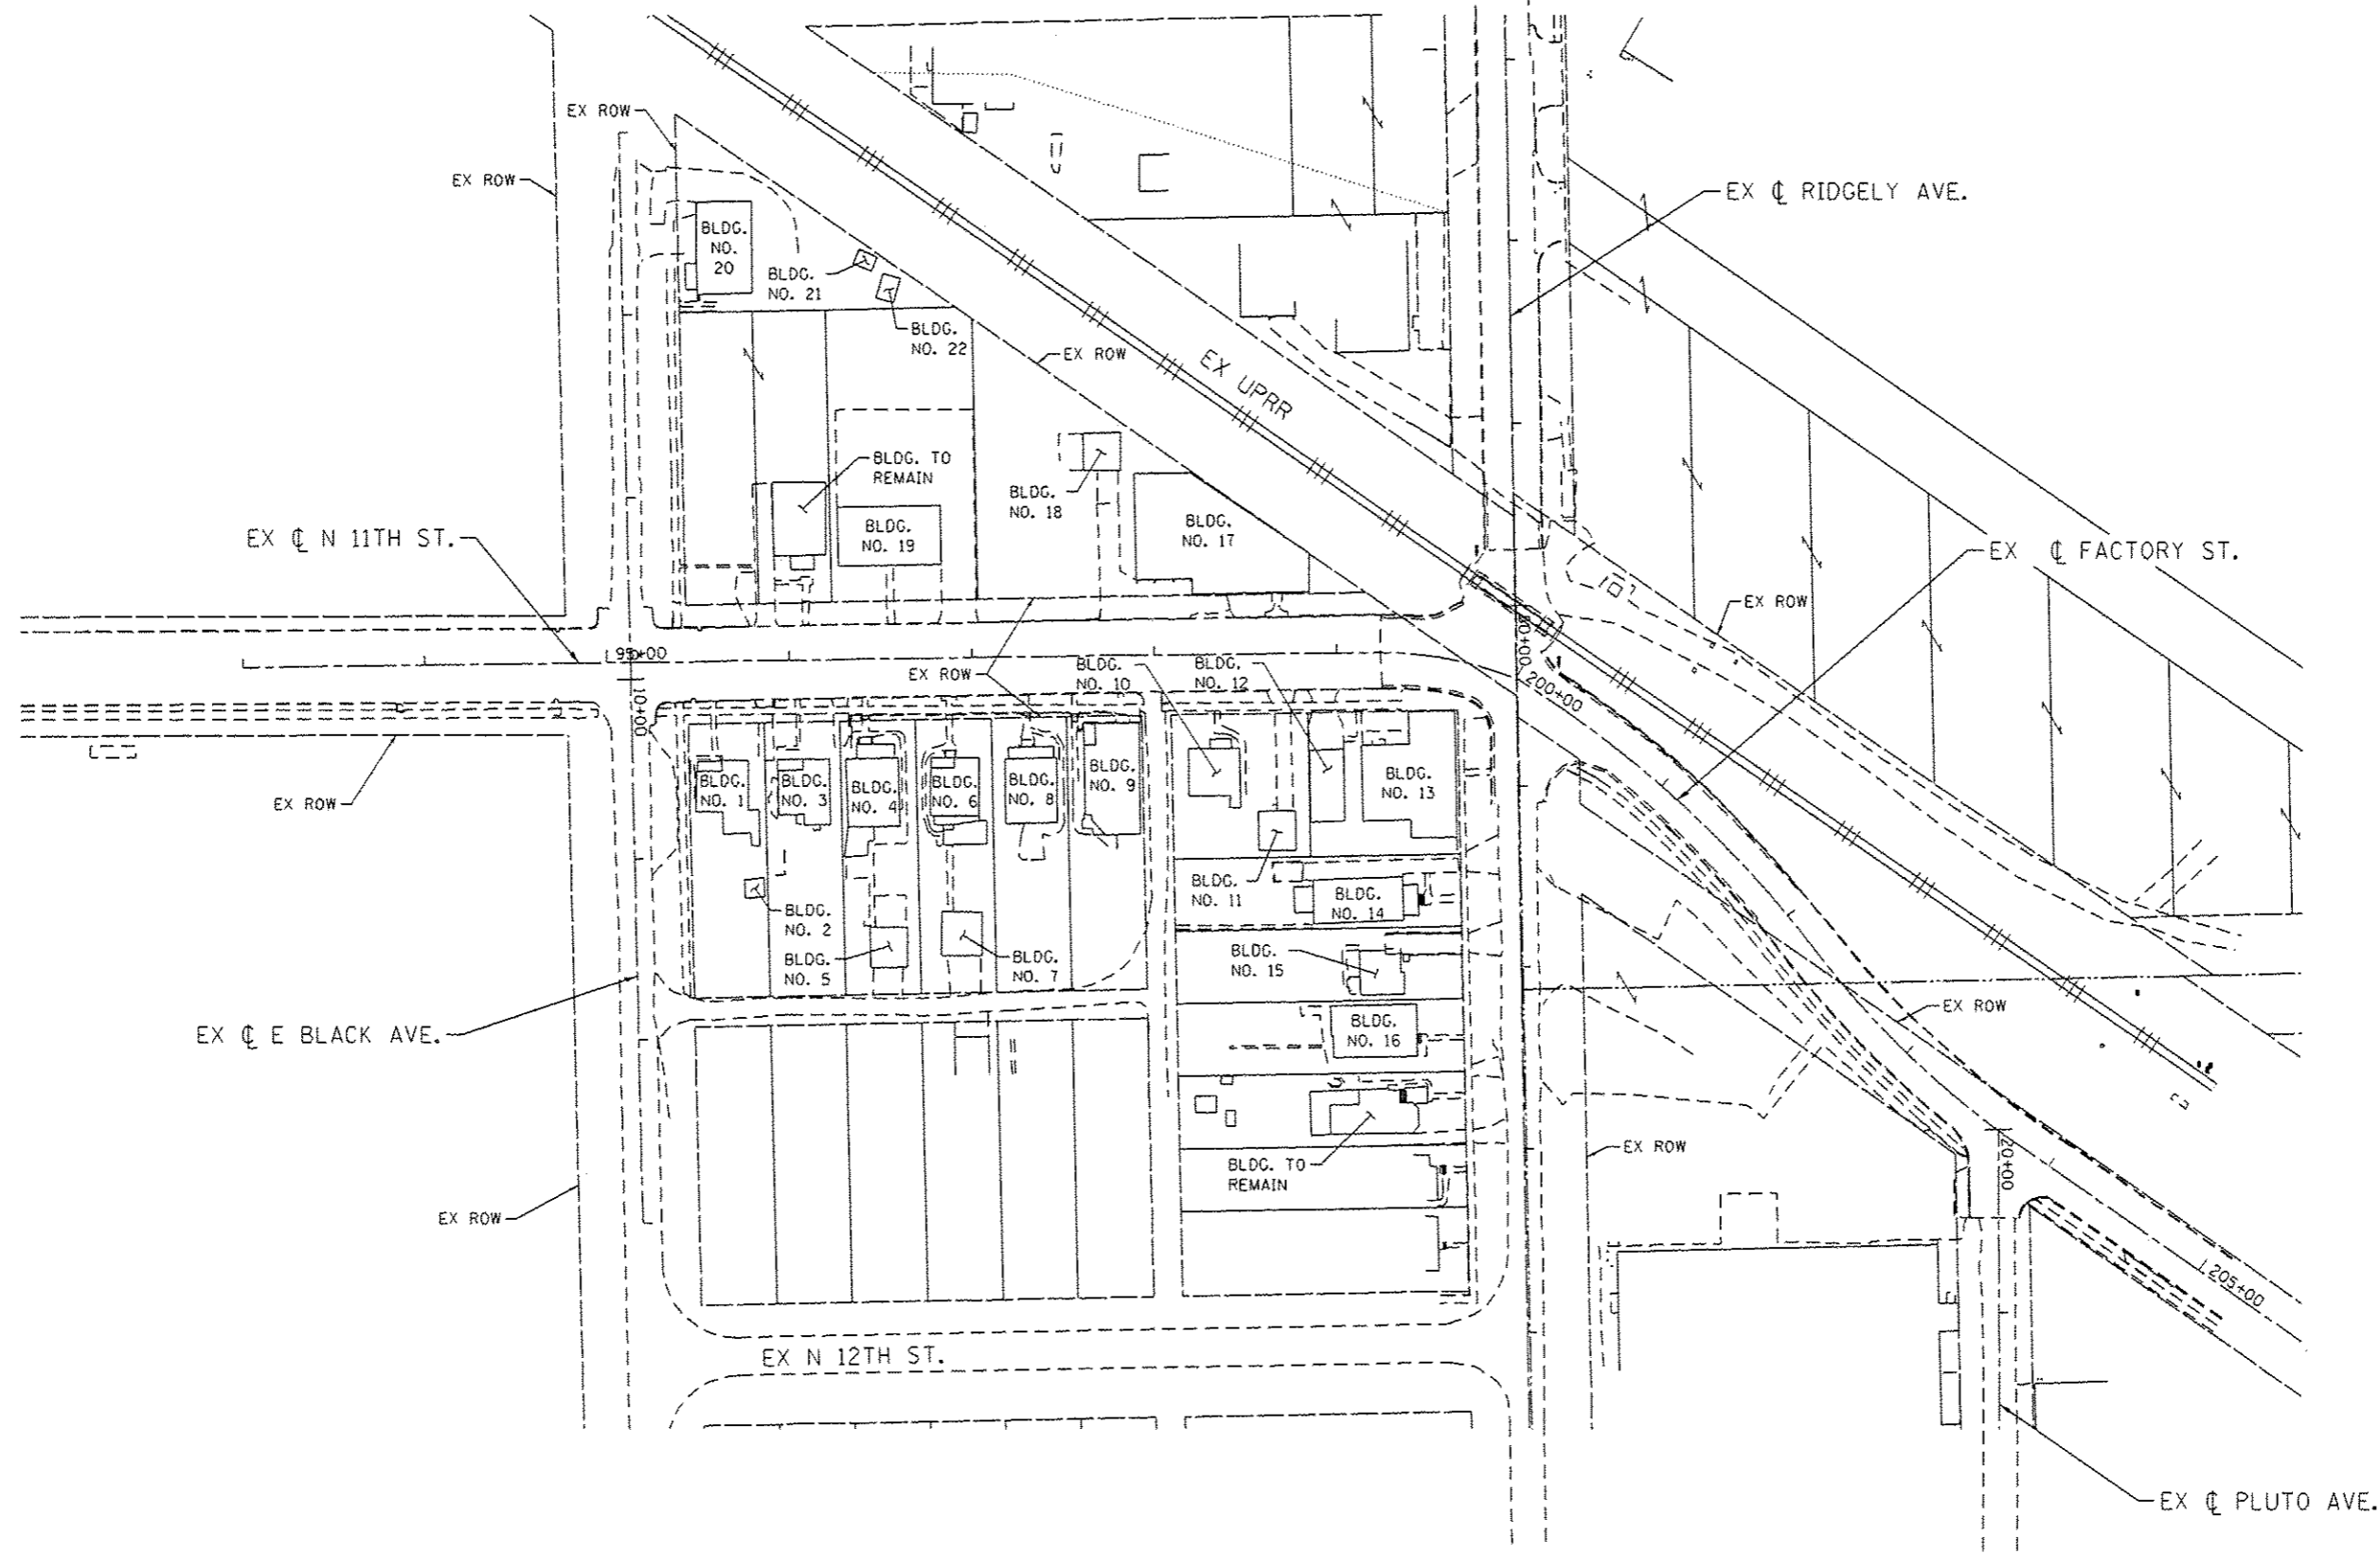 EX ROW
EX ROW
EX ℄ RIDGELY AVE.
BLDG.
NO.
20
BLDG.
NO. 21
BLDG.
NO. 22
EX ROW
EX UPRR
BLDG. TO
REMAIN
BLDG.
NO. 18
BLDG.
NO. 19
BLDG.
NO. 17
EX ℄ N 11TH ST.
EX ℄ FACTORY ST.
EX ROW
95+00
10+00
EX ROW
BLDG.
NO. 10
BLDG.
NO. 12
200+00
EX ROW
BLDG.
NO. 1
BLDG.
NO. 3
BLDG.
NO. 4
BLDG.
NO. 6
BLDG.
NO. 8
BLDG.
NO. 9
BLDG.
NO. 13
BLDG.
NO. 11
BLDG.
NO. 14
BLDG.
NO. 2
BLDG.
NO. 5
BLDG.
NO. 7
BLDG.
NO. 15
EX ROW
EX ℄ E BLACK AVE.
BLDG.
NO. 16
EX ROW
20+00
BLDG. TO
REMAIN
EX ROW
205+00
EX N 12TH ST.
EX ℄ PLUTO AVE.